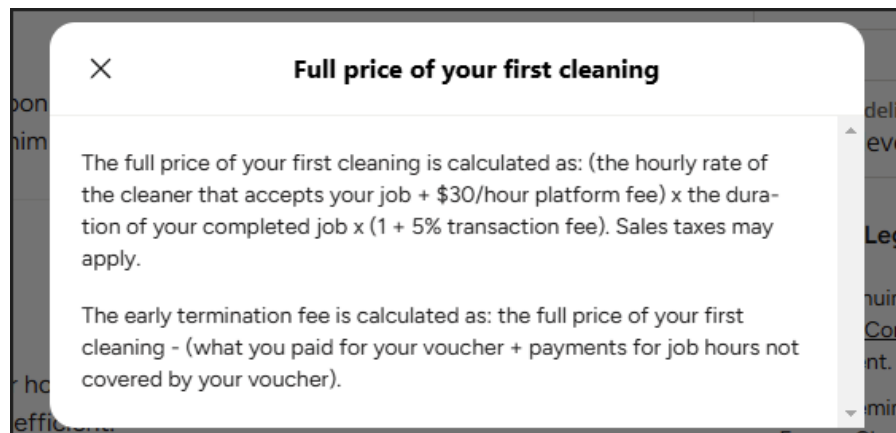 Full price of your first cleaning
The full price of your first cleaning is calculated as: (the hourly rate of
the cleaner that accepts your job + $30/hour platform fee) x the dura-
tion of your completed job x (1 + 5% transaction fee). Sales taxes may
apply.
The early termination fee is calculated as: the full price of your first
cleaning - (what you paid for your voucher + payments for job hours not
covered by your voucher).